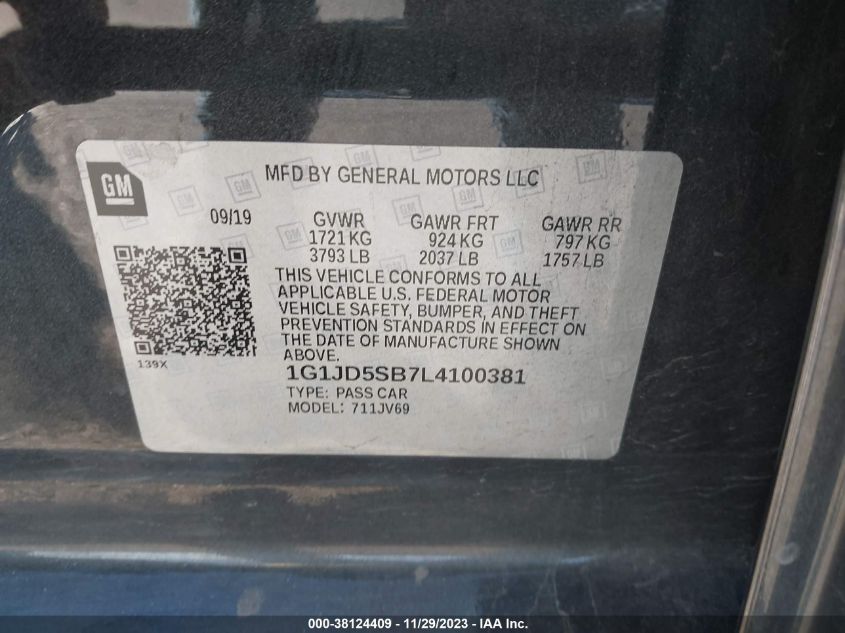 GM
MFD BY GENERAL MOTORS LLC
09/19
GVWR GAWR FRT GAWR RR
1721 KG 924 KG 797 KG
3793 LB 2037 LB 1757 LB
THIS VEHICLE CONFORMS TO ALL
APPLICABLE U.S. FEDERAL MOTOR
VEHICLE SAFETY, BUMPER, AND THEFT
PREVENTION STANDARDS IN EFFECT ON
THE DATE OF MANUFACTURE SHOWN
ABOVE.
139X
1G1JD5SB7L4100381
TYPE: PASS CAR
MODEL: 711JV69
000-38124409 - 11/29/2023 - IAA Inc.